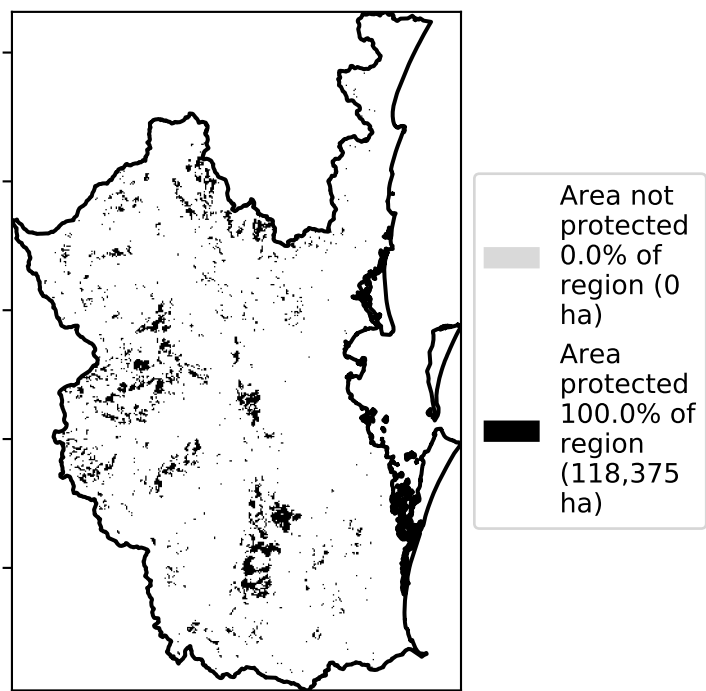 Area not
protected
0.0% of
region (0
ha)
Area
protected
100.0% of
region
(118,375
ha)